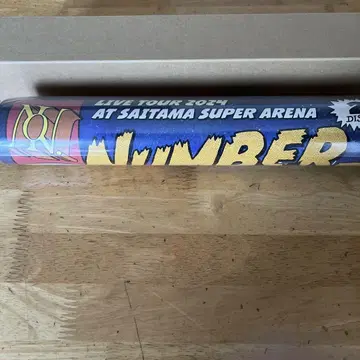 LIVE TOUR 2024
AT SAITAMA SUPER ARENA
NUMBER